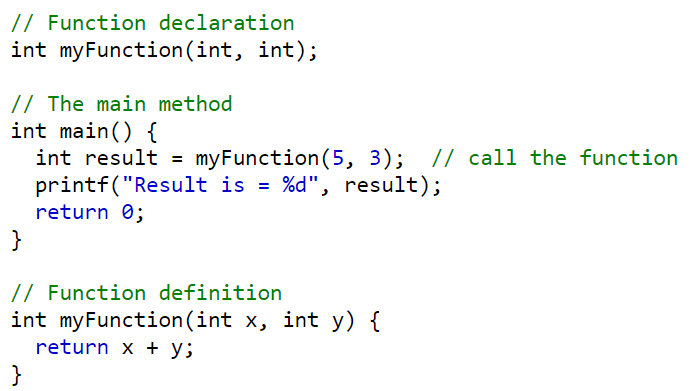 // Function declaration
int myFunction(int, int);
// The main method
int main() {
int result = myFunction(5, 3);  // call the function
printf("Result is = %d", result);
return 0;
}
// Function definition
int myFunction(int x, int y) {
return x + y;
}